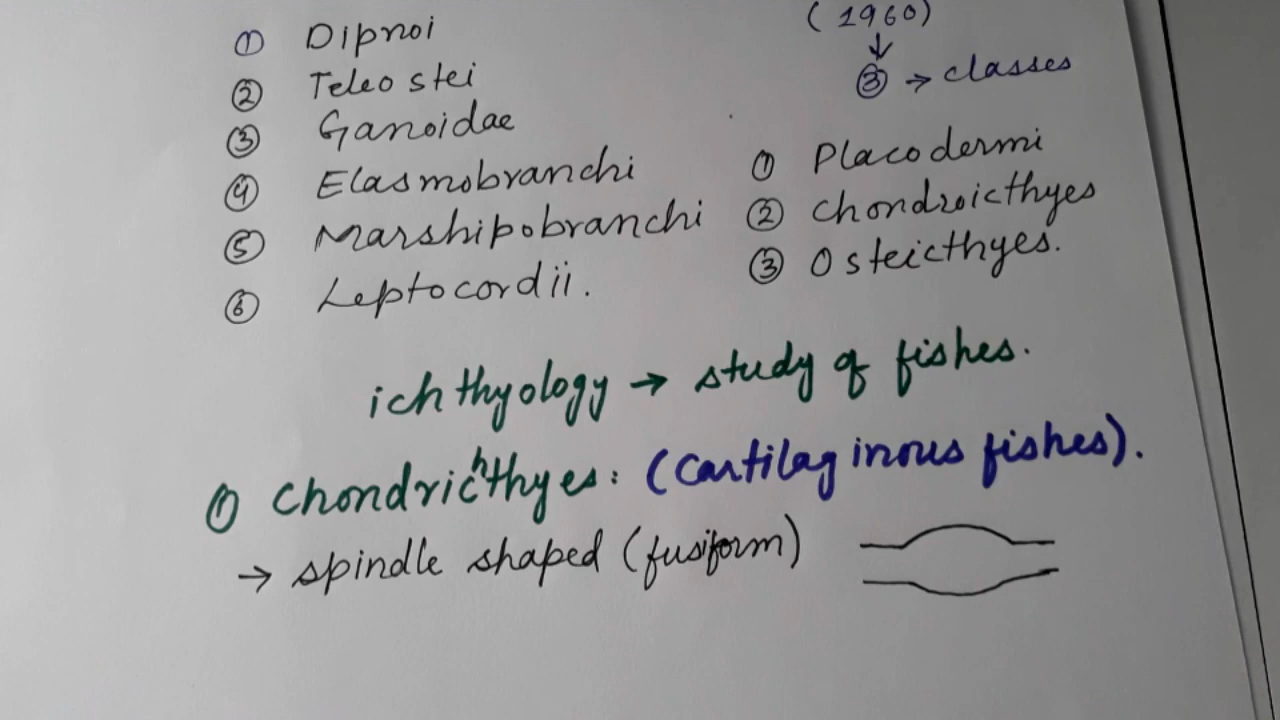 ① Dipnoi
② Teleostei
③ Ganoidae
④ Elasmobranchi
⑤ Marshipobranchi
⑥ Leptocordii.
(1960)
↓
③ → classes
① Placodermi
② Chondroicthyes
③ Osteicthyes.
ichthyology → study of fishes.
① Chondrichthyes: (Cartilaginous fishes).
→ spindle shaped (fusiform)